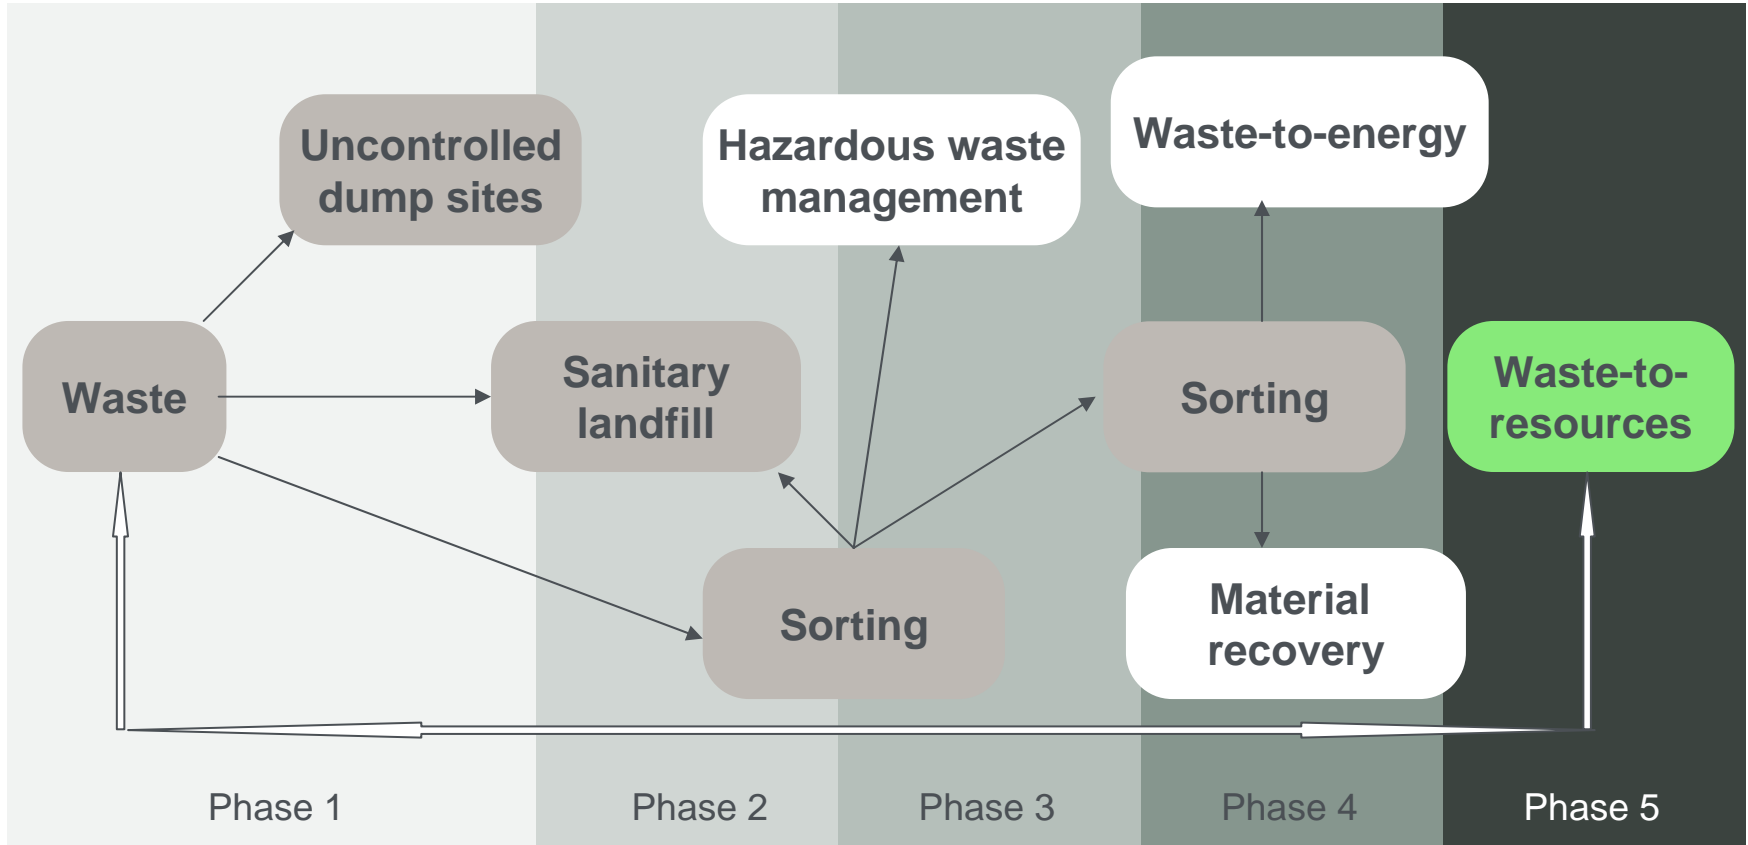 Uncontrolled
dump sites
Hazardous waste
management
Waste-to-energy
Waste
Sanitary
landfill
Sorting
Waste-to-
resources
Sorting
Material
recovery
Phase 1
Phase 2
Phase 3
Phase 4
Phase 5